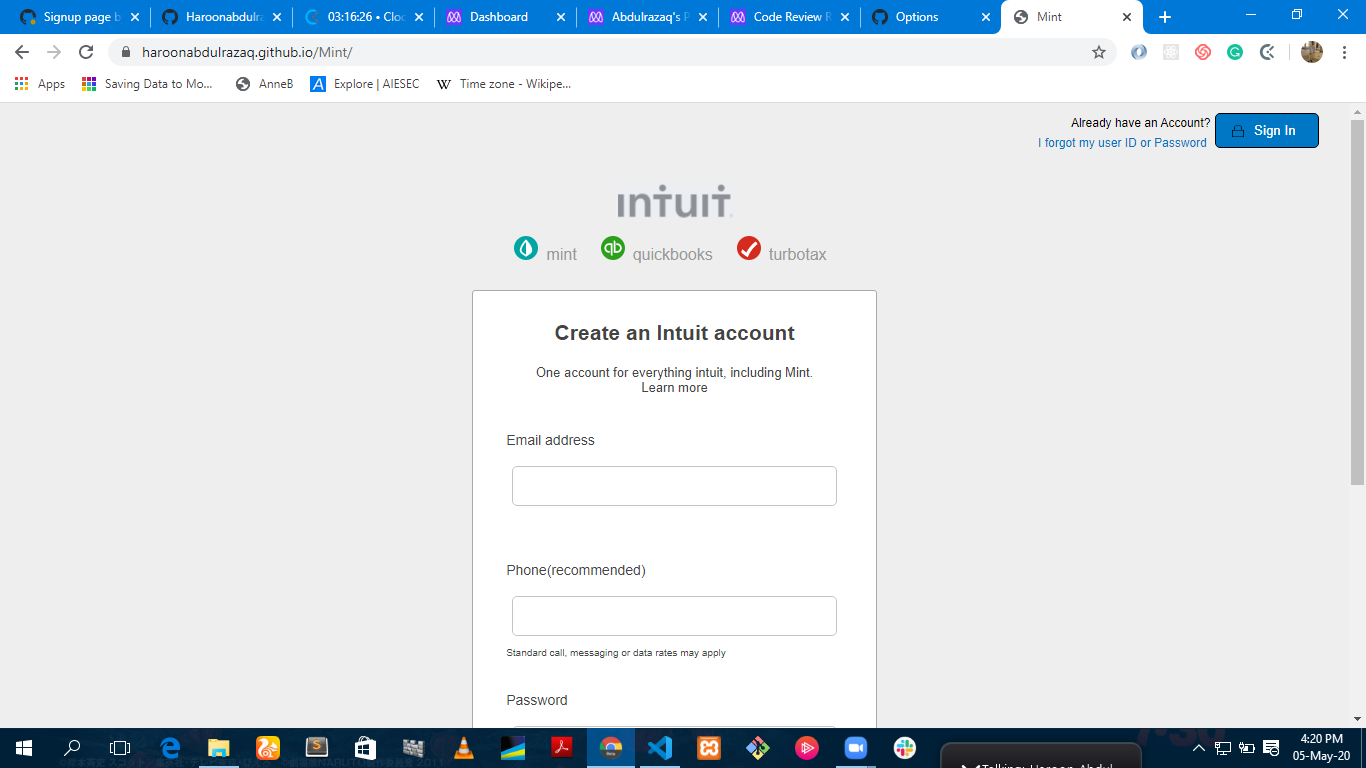 Signup page b
Haroonabdulra
03:16:26 • Cloc
Dashboard
Abdulrazaq's P
Code Review R
Options
Mint
haroonabdulrazaq.github.io/Mint/
Apps
Saving Data to Mo...
AnneB
Explore | AIESEC
Time zone - Wikipe...
Already have an Account?
I forgot my user ID or Password
Sign In
intuit
mint
quickbooks
turbotax
Create an Intuit account
One account for everything intuit, including Mint.
Learn more
Email address
Phone(recommended)
Standard call, messaging or data rates may apply
Password
4:20 PM
05-May-20
Talking: Haroon Abdul